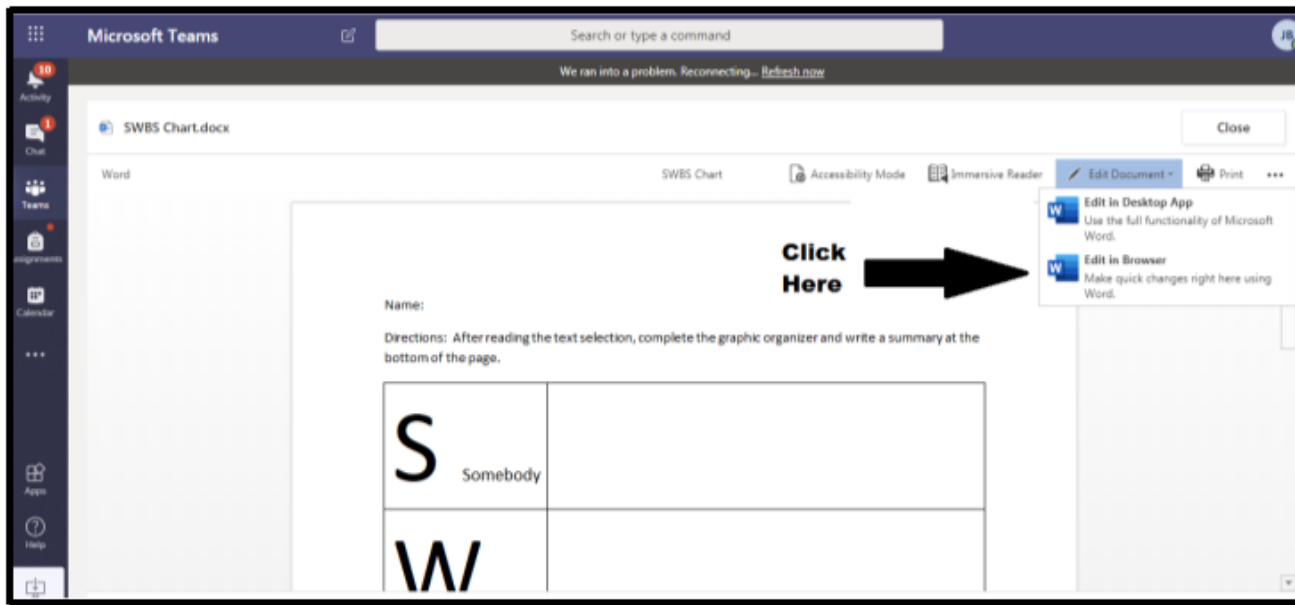 Microsoft Teams
Search or type a command
JB
We ran into a problem. Reconnecting... Refresh now
10
Activity
1
Chat
Teams
ssignments
Calendar
Apps
Help
SWBS Chart.docx
Close
Word
SWBS Chart
Accessibility Mode
Immersive Reader
Edit Document
Print
W
Edit in Desktop App
Use the full functionality of Microsoft
Word.
W
Edit in Browser
Make quick changes right here using
Word.
Click
Here
Name:
Directions: After reading the text selection, complete the graphic organizer and write a summary at the
bottom of the page.
S Somebody
W